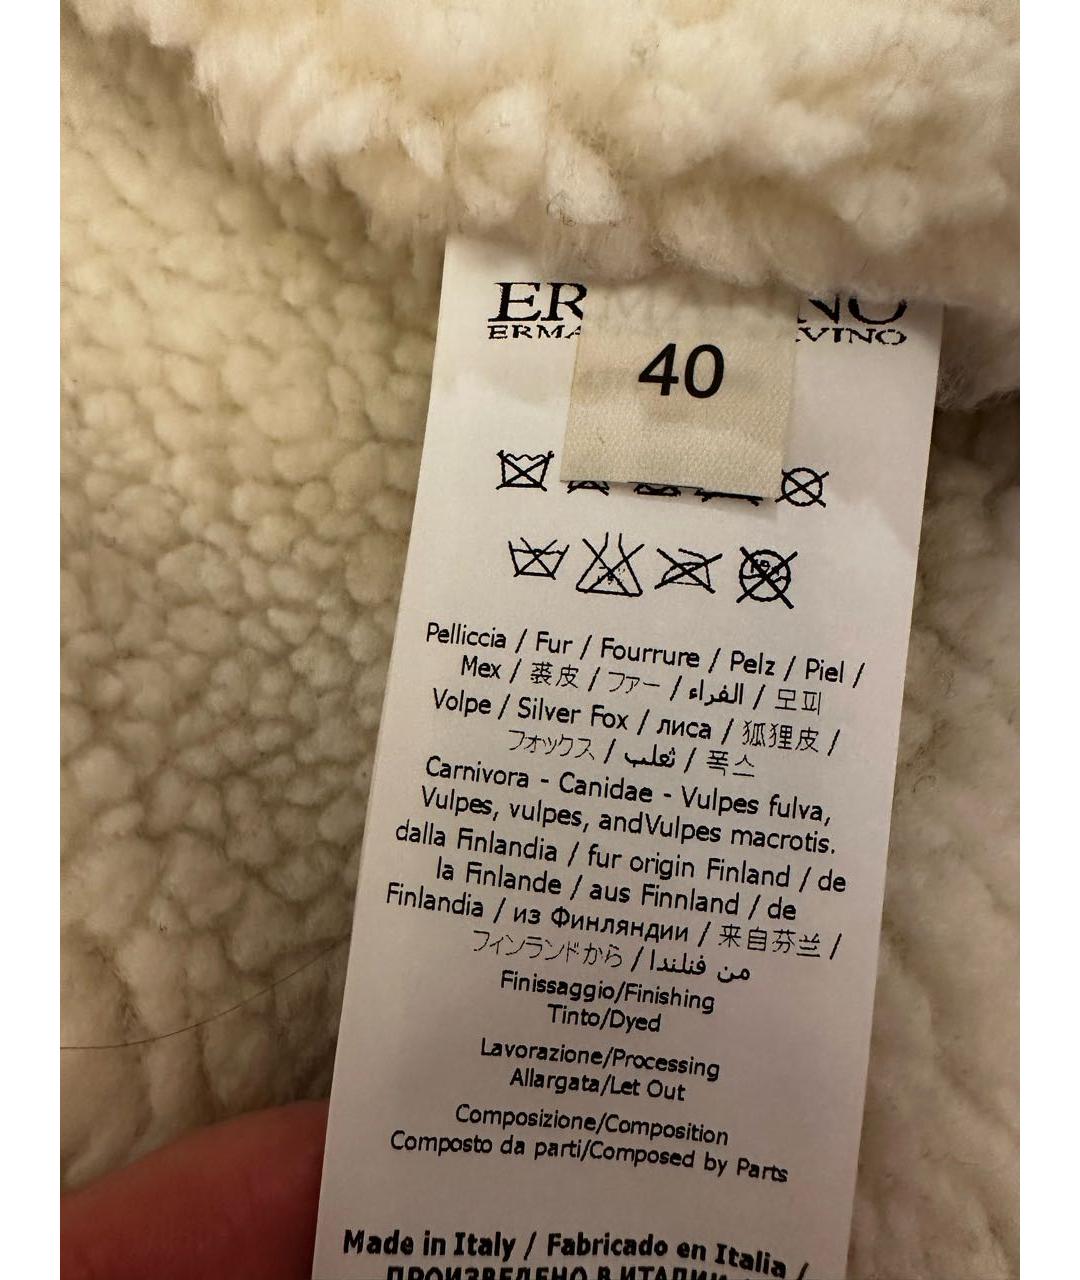 40
Pelliccia / Fur / Fourrure / Pelz / Piel /
Mex / 裘皮 / ファー / الفراء / 모피
Volpe / Silver Fox / лиса / 狐狸皮 /
フォックス / ثعلب / 폭스
Carnivora - Canidae - Vulpes fulva,
Vulpes, vulpes, andVulpes macrotis.
dalla Finlandia / fur origin Finland / de
la Finlande / aus Finnland / de
Finlandia / из Финляндии / 来自芬兰 /
フィンランドから / من فنلندا
Finissaggio/Finishing
Tinto/Dyed
Lavorazione/Processing
Allargata/Let Out
Composizione/Composition
Composto da parti/Composed by Parts
Made in Italy / Fabricado en Italia /
ПРОИЗВЕДЕНО В ИТАЛИИ